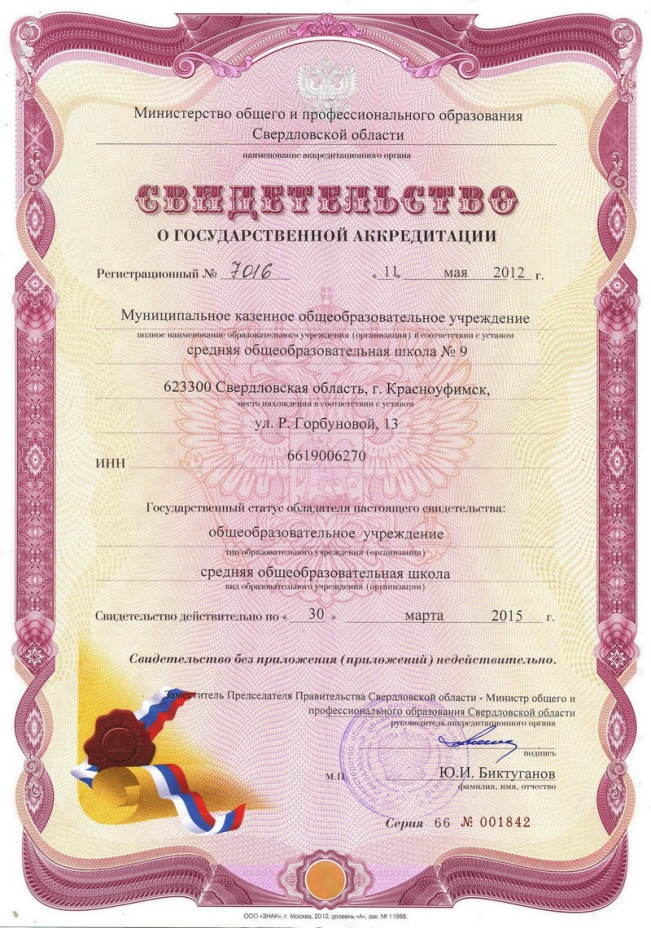 Министерство общего и профессионального образования
Свердловской области
наименование аккредитационного органа
СВИДЕТЕЛЬСТВО
О ГОСУДАРСТВЕННОЙ АККРЕДИТАЦИИ
Регистрационный № 7016 « 11 » мая 2012 г.
Муниципальное казенное общеобразовательное учреждение
полное наименование образовательного учреждения (организации) в соответствии с уставом
средняя общеобразовательная школа № 9
623300 Свердловская область, г. Красноуфимск,
место нахождения в соответствии с уставом
ул. Р. Горбуновой, 13
ИНН 6619006270
Государственный статус обладателя настоящего свидетельства:
общеобразовательное учреждение
тип образовательного учреждения (организации)
средняя общеобразовательная школа
вид образовательного учреждения (организации)
Свидетельство действительно по « 30 » марта 2015 г.
Свидетельство без приложения (приложений) недействительно.
Заместитель Председателя Правительства Свердловской области - Министр общего и
профессионального образования Свердловской области
руководитель аккредитационного органа
подпись
М.П. Ю.И. Биктуганов
фамилия, имя, отчество
Серия 66 № 001842
ООО «ЗНАК», г. Москва, 2012, уровень «А», зак. № 11888.